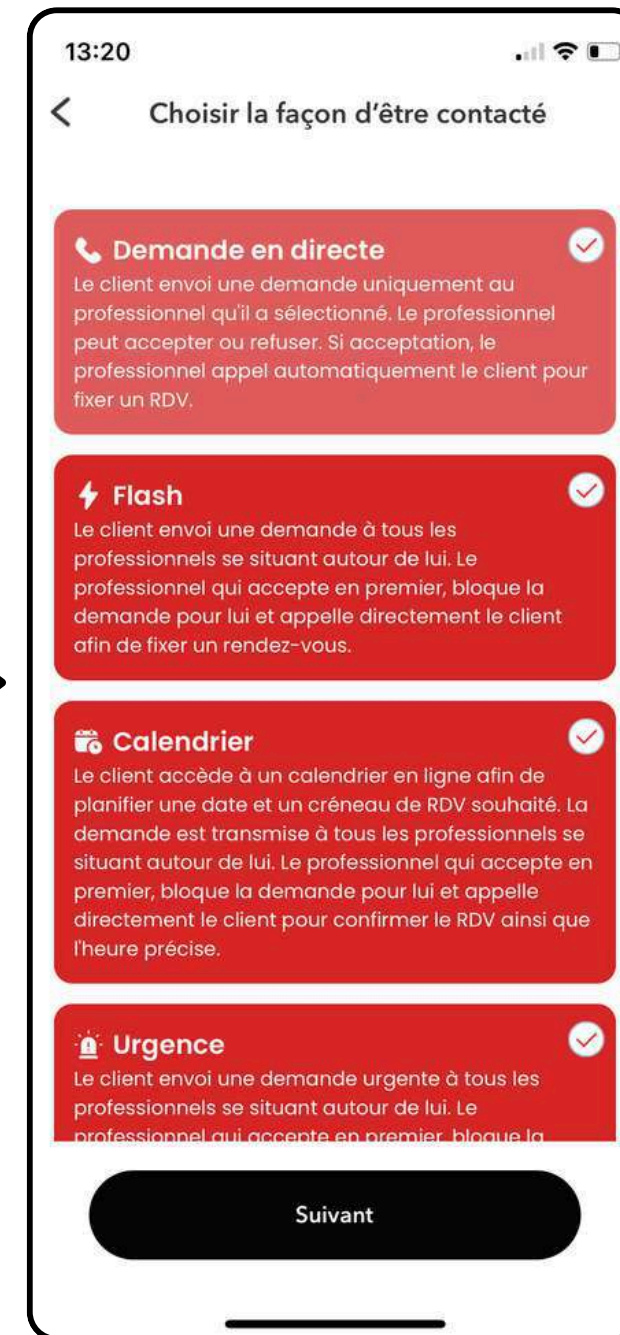 13:20
Choisir la façon d'être contacté
Demande en directe
Le client envoi une demande uniquement au
professionnel qu'il a sélectionné. Le professionnel
peut accepter ou refuser. Si acceptation, le
professionnel appel automatiquement le client pour
fixer un RDV.
Flash
Le client envoi une demande à tous les
professionnels se situant autour de lui. Le
professionnel qui accepte en premier, bloque la
demande pour lui et appelle directement le client
afin de fixer un rendez-vous.
Calendrier
Le client accède à un calendrier en ligne afin de
planifier une date et un créneau de RDV souhaité. La
demande est transmise à tous les professionnels se
situant autour de lui. Le professionnel qui accepte en
premier, bloque la demande pour lui et appelle
directement le client pour confirmer le RDV ainsi que
l'heure précise.
Urgence
Le client envoi une demande urgente à tous les
professionnels se situant autour de lui. Le
professionnel qui accepte en premier, bloque la
Suivant